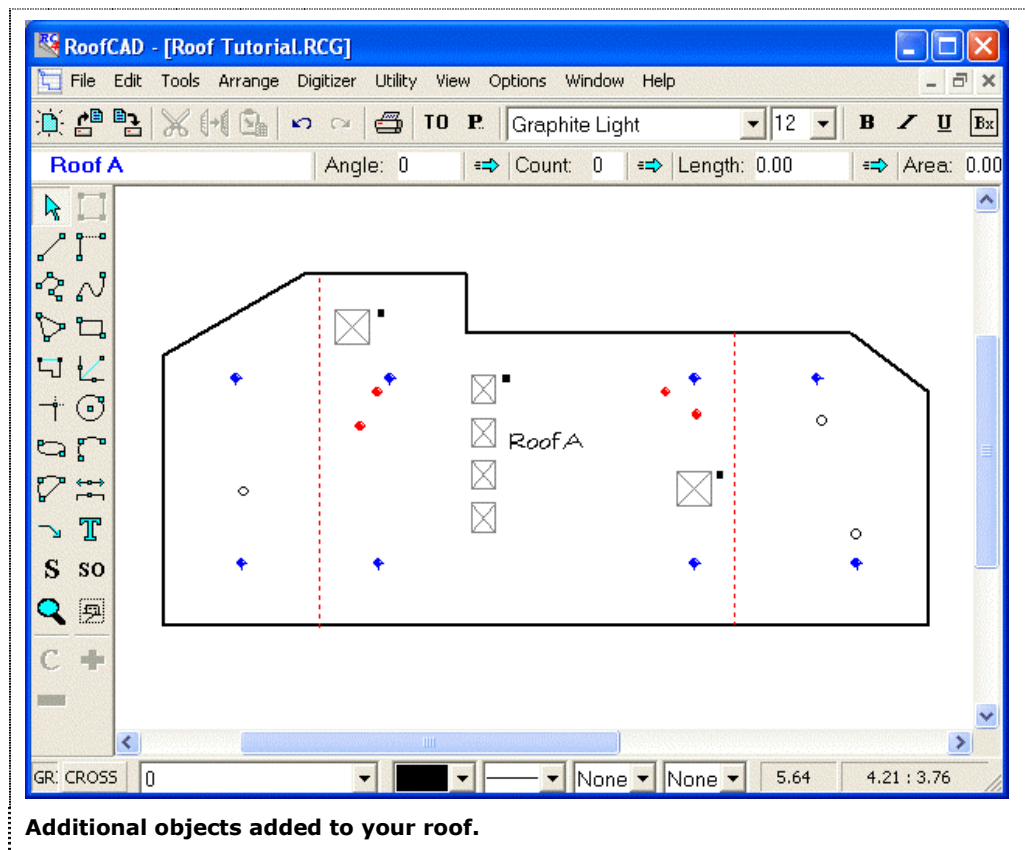 RoofCAD - [Roof Tutorial.RCG]
File Edit Tools Arrange Digitizer Utility View Options Window Help
TO P.. Graphite Light 12 B I U Bx
Roof A Angle: 0 Count: 0 Length: 0.00 Area: 0.00
Roof A
T
S SO
C
GR: CROSS 0 None None 5.64 4.21 : 3.76
Additional objects added to your roof.